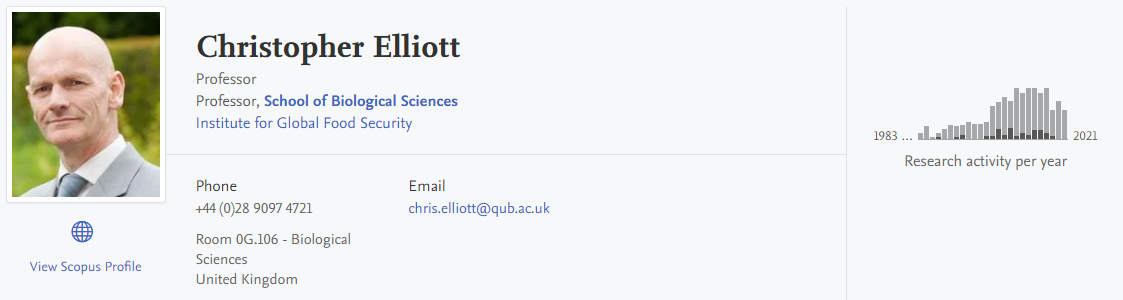 Christopher Elliott
Professor
Professor, School of Biological Sciences
Institute for Global Food Security
Phone
+44 (0)28 9097 4721
Email
chris.elliott@qub.ac.uk
Room 0G.106 - Biological
Sciences
United Kingdom
View Scopus Profile
1983 ... 2021
Research activity per year